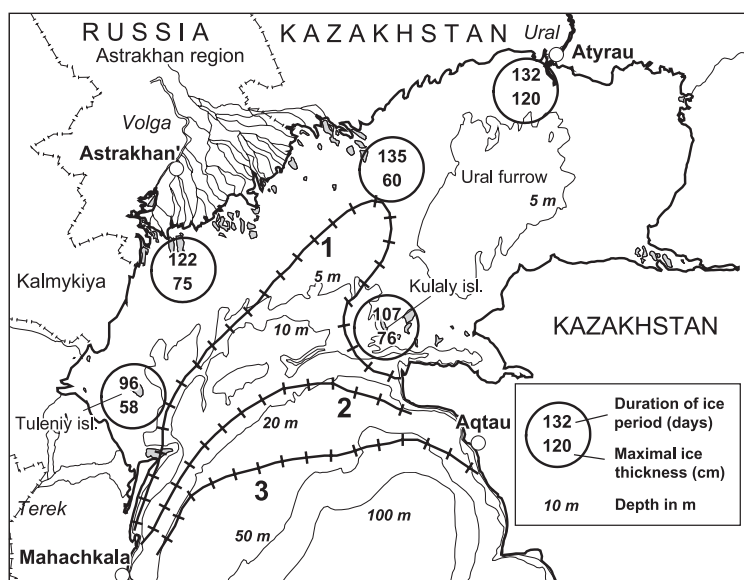 RUSSIA
KAZAKHSTAN
Ural
Astrakhan region
Atyrau
132
120
Volga
Astrakhan'
135
60
Ural furrow
5 m
1
122
75
Kalmykiya
5 m
Kulaly isl.
107
76
10 m
KAZAKHSTAN
96
58
Tuleniy isl.
2
20 m
Aqtau
132
120
Duration of ice
period (days)
Maximal ice
thickness (cm)
10 m
Depth in m
3
Terek
50 m
100 m
Mahachkala